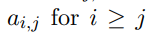 a_{i,j} for i ≥ j